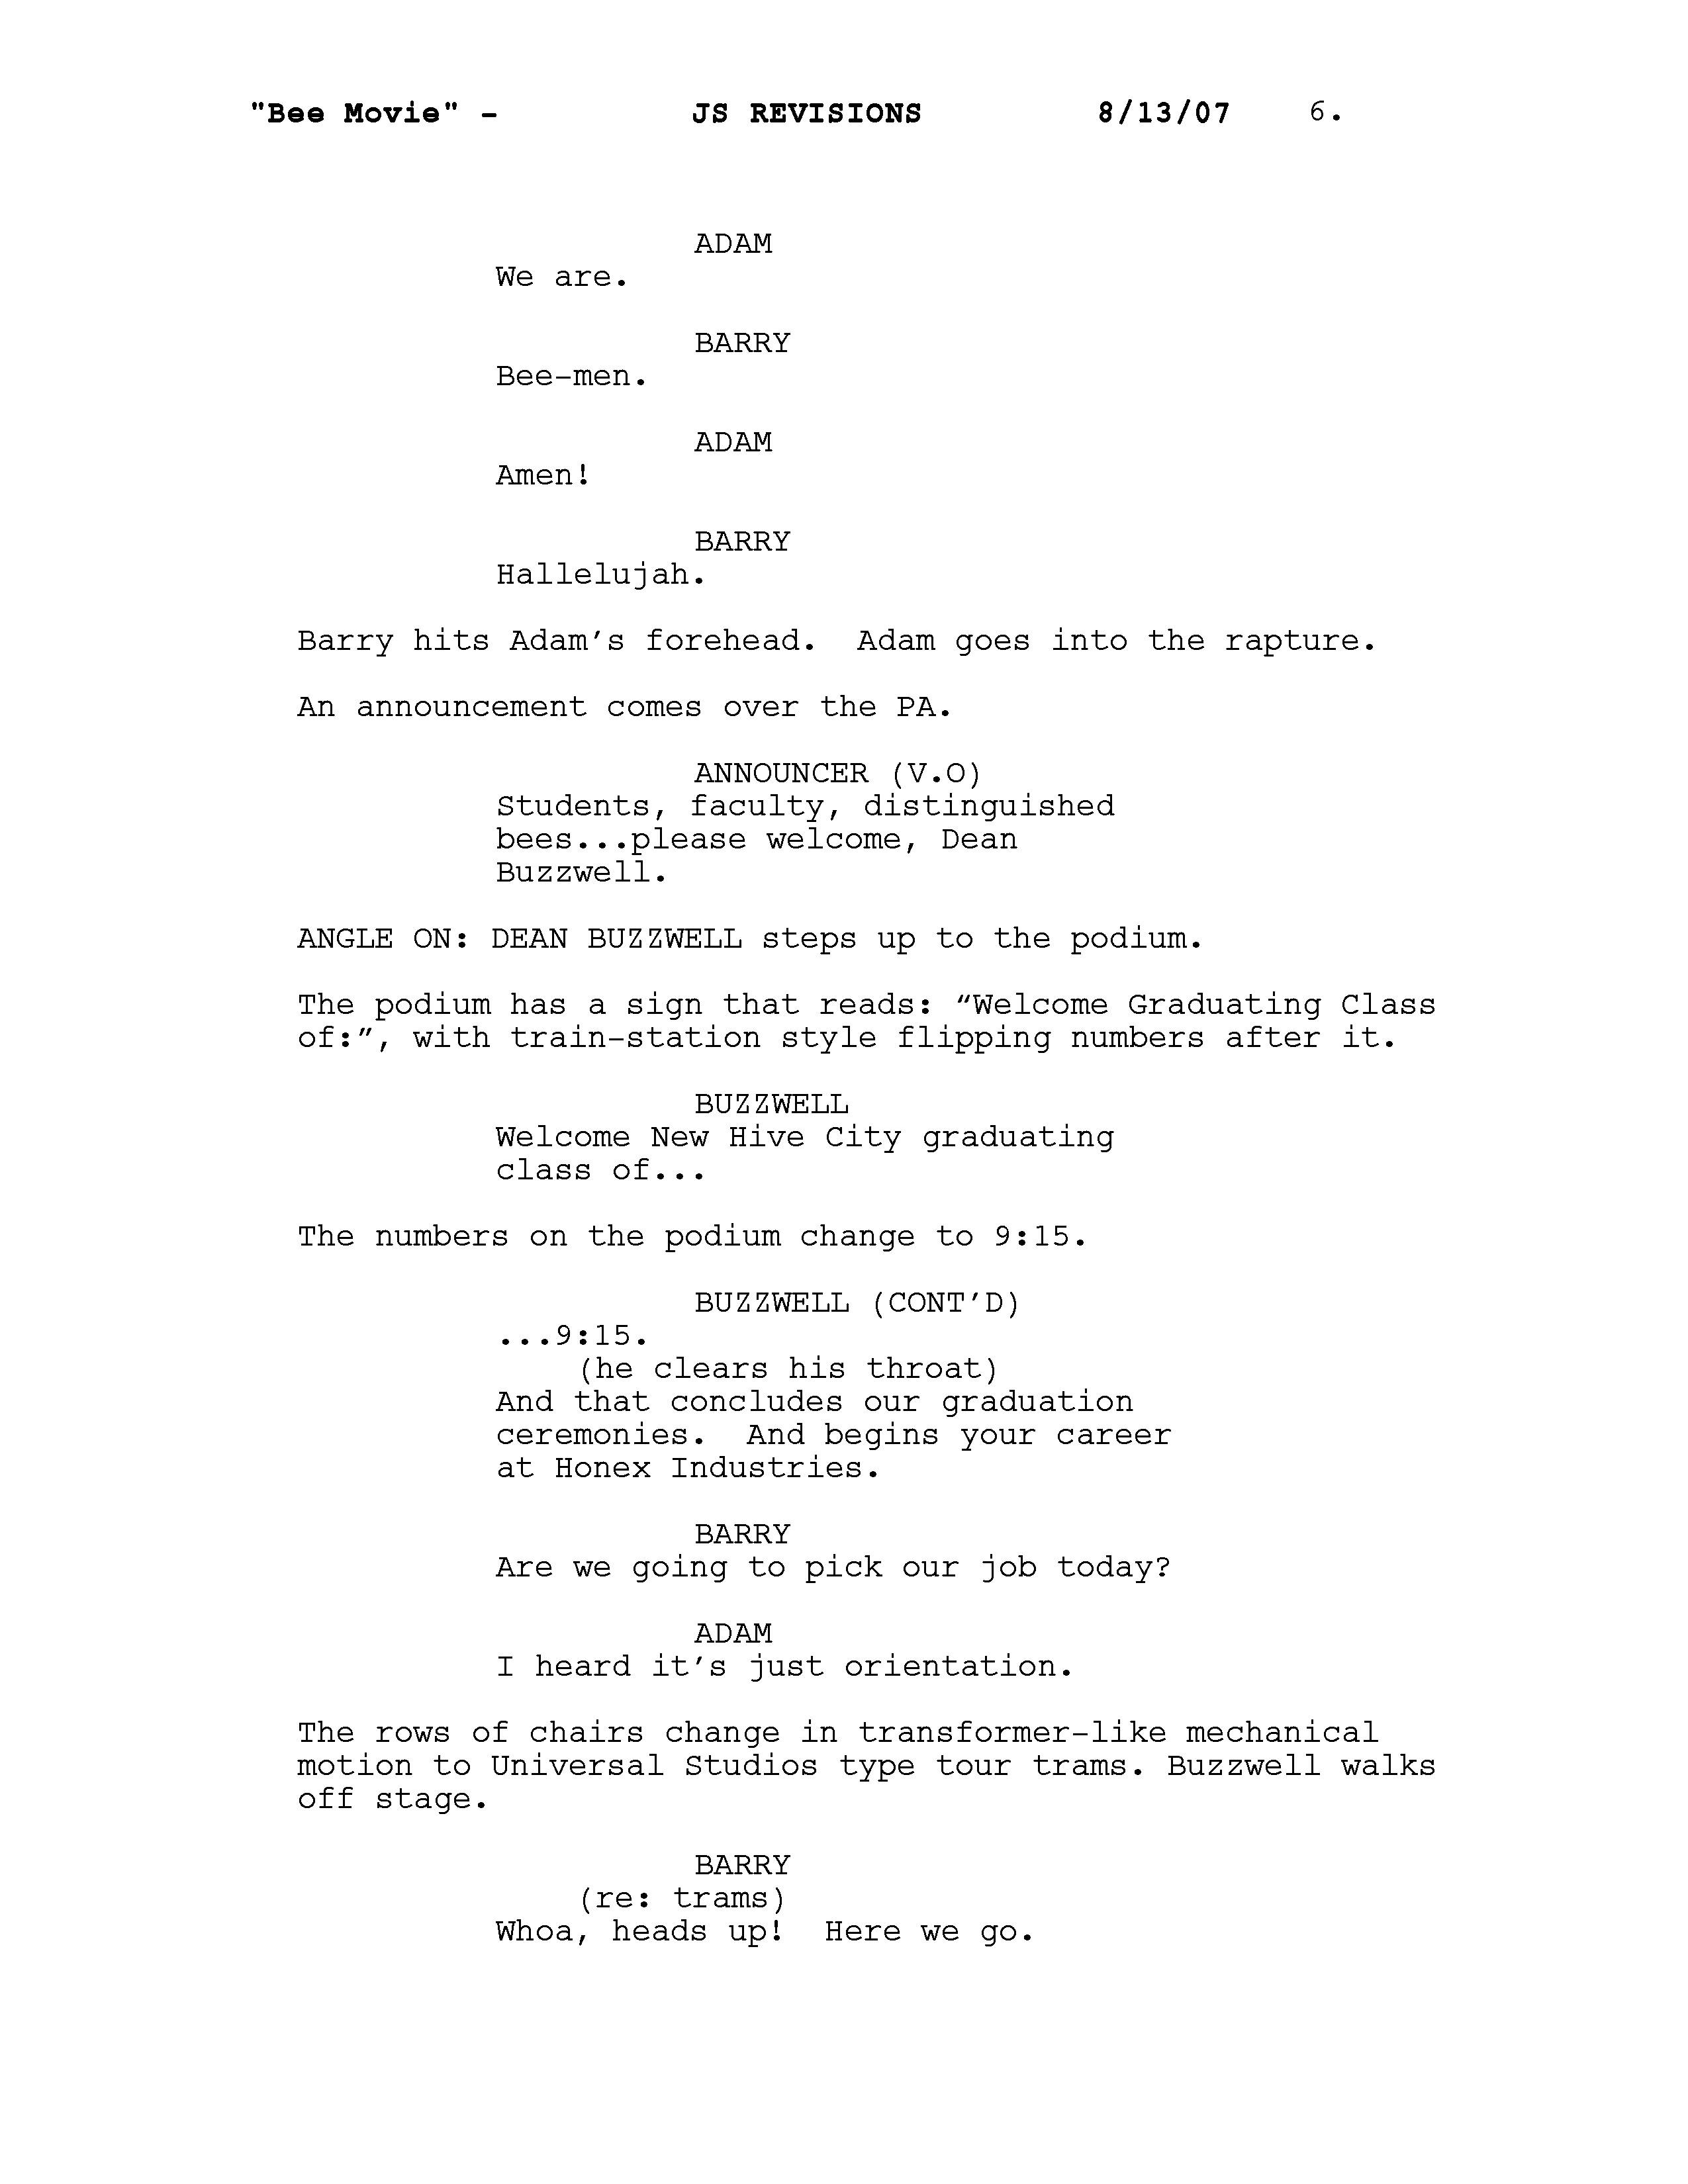 "Bee Movie" - JS REVISIONS 8/13/07 6.
ADAM
We are.
BARRY
Bee-men.
ADAM
Amen!
BARRY
Hallelujah.
Barry hits Adam’s forehead.  Adam goes into the rapture.
An announcement comes over the PA.
ANNOUNCER (V.O)
Students, faculty, distinguished
bees...please welcome, Dean
Buzzwell.
ANGLE ON: DEAN BUZZWELL steps up to the podium.
The podium has a sign that reads: “Welcome Graduating Class
of:”, with train-station style flipping numbers after it.
BUZZWELL
Welcome New Hive City graduating
class of...
The numbers on the podium change to 9:15.
BUZZWELL (CONT’D)
...9:15.
(he clears his throat)
And that concludes our graduation
ceremonies.  And begins your career
at Honex Industries.
BARRY
Are we going to pick our job today?
ADAM
I heard it’s just orientation.
The rows of chairs change in transformer-like mechanical
motion to Universal Studios type tour trams. Buzzwell walks
off stage.
BARRY
(re: trams)
Whoa, heads up!  Here we go.